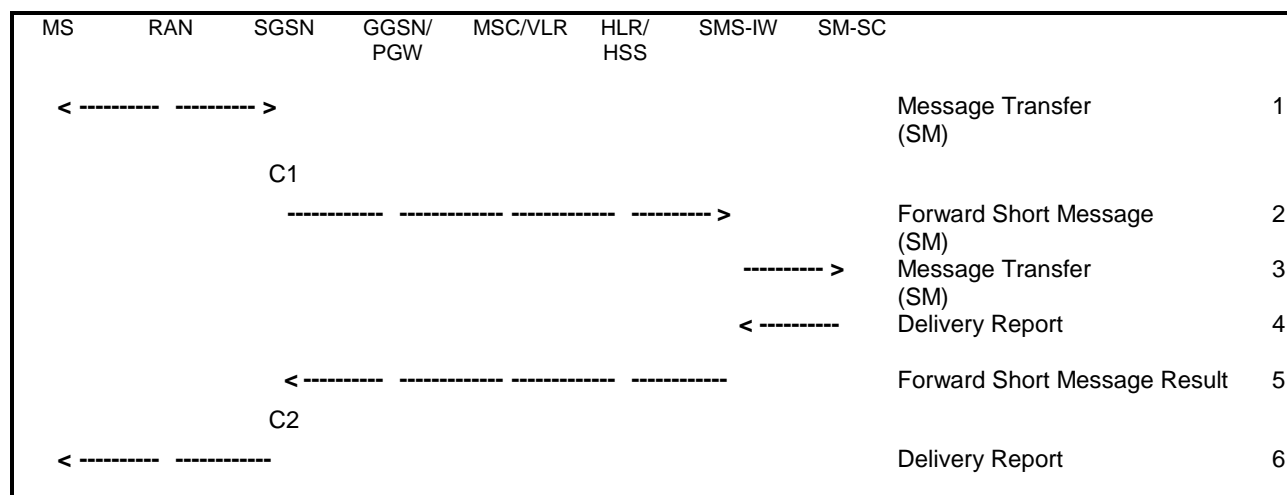 MS RAN SGSN GGSN/ MSC/VLR HLR/ SMS-IW SM-SC
PGW HSS
< ---------- ---------- > Message Transfer 1
(SM)
C1
------------ ------------- ------------- ---------- > Forward Short Message 2
(SM)
---------- > Message Transfer 3
(SM)
< ---------- Delivery Report 4
< ---------- ------------- ------------- ------------ Forward Short Message Result 5
C2
< ---------- ------------ Delivery Report 6